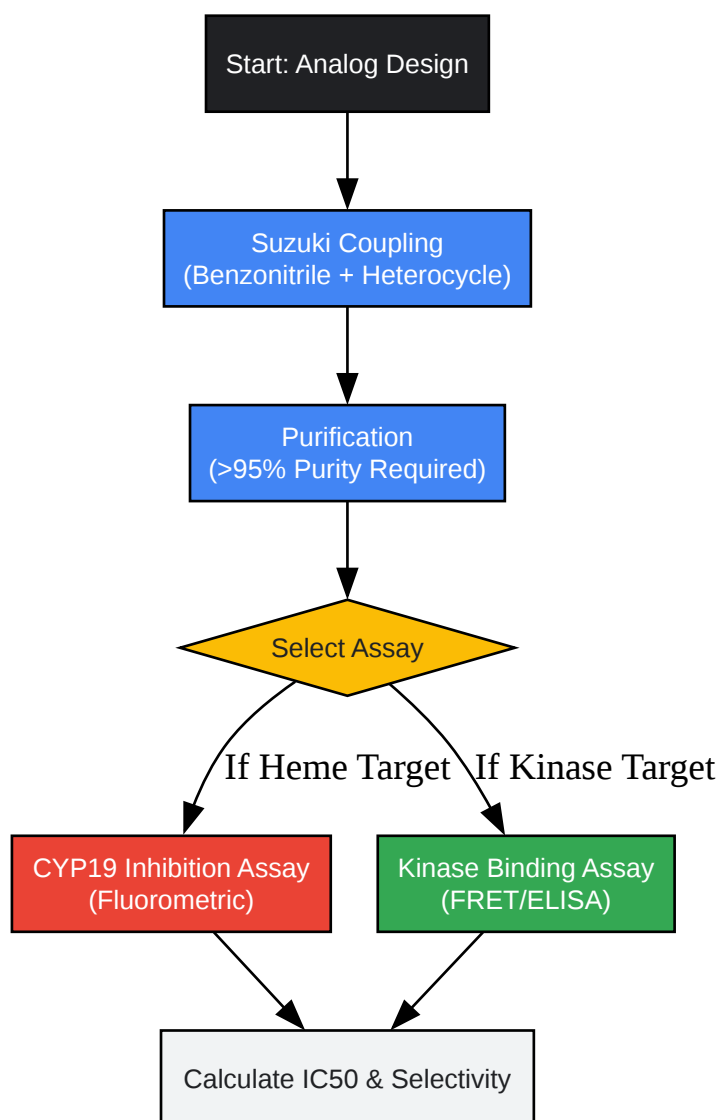 Start: Analog Design
Suzuki Coupling
(Benzonitrile + Heterocycle)
Purification
(>95% Purity Required)
Select Assay
If Heme Target
If Kinase Target
CYP19 Inhibition Assay
(Fluorometric)
Kinase Binding Assay
(FRET/ELISA)
Calculate IC50 & Selectivity